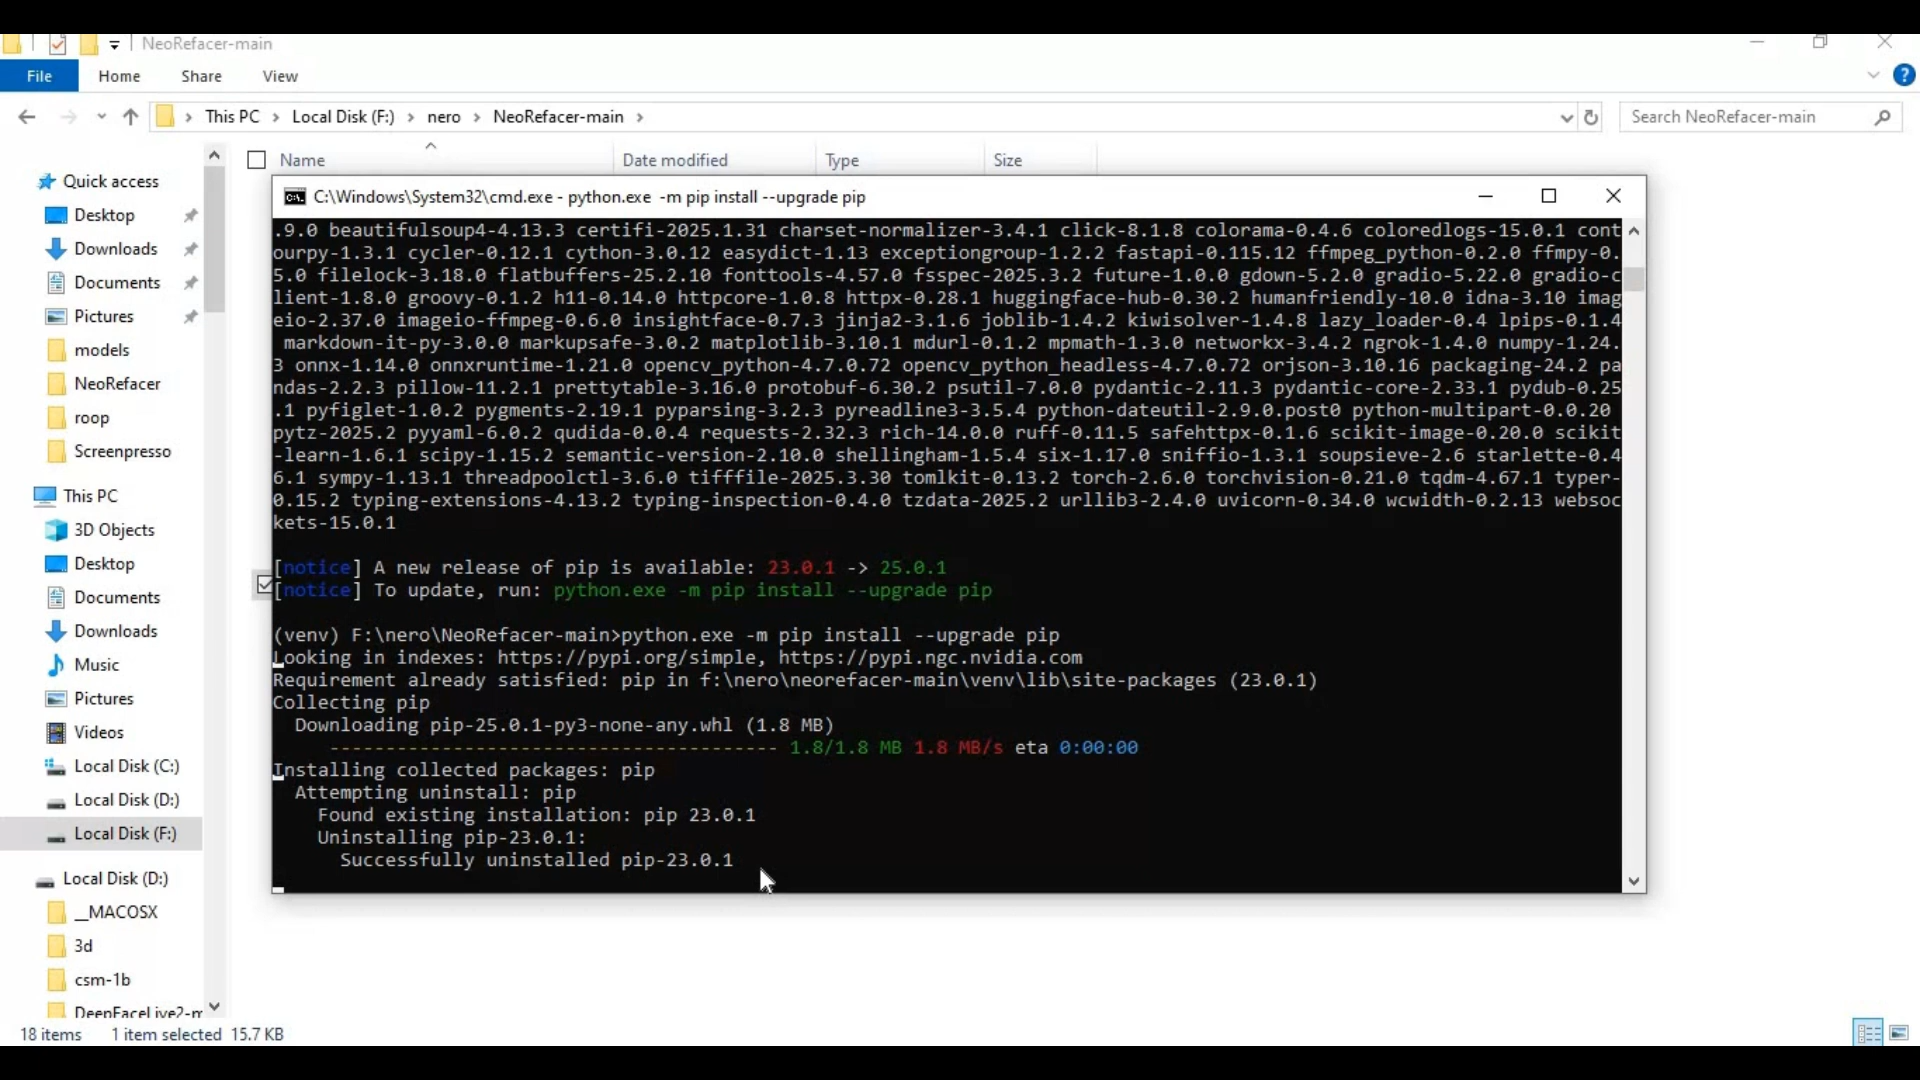 NeoRefacer-main
File Home Share View
This PC > Local Disk (F:) > nero > NeoRefacer-main >
Search NeoRefacer-main
Name Date modified Type Size
Quick access
Desktop
Downloads
Documents
Pictures
models
NeoRefacer
roop
Screenpresso
This PC
3D Objects
Desktop
Documents
Downloads
Music
Pictures
Videos
Local Disk (C:)
Local Disk (D:)
Local Disk (F:)
Local Disk (D:)
__MACOSX
3d
csm-1b
DeepFaceLive2-m
C:\Windows\System32\cmd.exe - python.exe -m pip install --upgrade pip
.9.0 beautifulsoup4-4.13.3 certifi-2025.1.31 charset-normalizer-3.4.1 click-8.1.8 colorama-0.4.6 coloredlogs-15.0.1 cont
ourpy-1.3.1 cycler-0.12.1 cython-3.0.12 easydict-1.13 exceptiongroup-1.2.2 fastapi-0.115.12 ffmpeg_python-0.2.0 ffmpy-0.
5.0 filelock-3.18.0 flatbuffers-25.2.10 fonttools-4.57.0 fsspec-2025.3.2 future-1.0.0 gdown-5.2.0 gradio-5.22.0 gradio-c
lient-1.8.0 groovy-0.1.2 h11-0.14.0 httpcore-1.0.8 httpx-0.28.1 huggingface-hub-0.30.2 humanfriendly-10.0 idna-3.10 imag
eio-2.37.0 imageio-ffmpeg-0.6.0 insightface-0.7.3 jinja2-3.1.6 joblib-1.4.2 kiwisolver-1.4.8 lazy_loader-0.4 lpips-0.1.4
markdown-it-py-3.0.0 markupsafe-3.0.2 matplotlib-3.10.1 mdurl-0.1.2 mpmath-1.3.0 networkx-3.4.2 ngrok-1.4.0 numpy-1.24.
3 onnx-1.14.0 onnxruntime-1.21.0 opencv_python-4.7.0.72 opencv_python_headless-4.7.0.72 orjson-3.10.16 packaging-24.2 pa
ndas-2.2.3 pillow-11.2.1 prettytable-3.16.0 protobuf-6.30.2 psutil-7.0.0 pydantic-2.11.3 pydantic-core-2.33.1 pydub-0.25
.1 pyfiglet-1.0.2 pygments-2.19.1 pyparsing-3.2.3 pyreadline3-3.5.4 python-dateutil-2.9.0.post0 python-multipart-0.0.20
pytz-2025.2 pyyaml-6.0.2 qudida-0.0.4 requests-2.32.3 rich-14.0.0 ruff-0.11.5 safehttpx-0.1.6 scikit-image-0.20.0 scikit
-learn-1.6.1 scipy-1.15.2 semantic-version-2.10.0 shellingham-1.5.4 six-1.17.0 sniffio-1.3.1 soupsieve-2.6 starlette-0.4
6.1 sympy-1.13.1 threadpoolctl-3.6.0 tifffile-2025.3.30 tomlkit-0.13.2 torch-2.6.0 torchvision-0.21.0 tqdm-4.67.1 typer-
0.15.2 typing-extensions-4.13.2 typing-inspection-0.4.0 tzdata-2025.2 urllib3-2.4.0 uvicorn-0.34.0 wcwidth-0.2.13 websoc
kets-15.0.1
[notice] A new release of pip is available: 23.0.1 -> 25.0.1
[notice] To update, run: python.exe -m pip install --upgrade pip
(venv) F:\nero\NeoRefacer-main>python.exe -m pip install --upgrade pip
Looking in indexes: https://pypi.org/simple, https://pypi.ngc.nvidia.com
Requirement already satisfied: pip in f:\nero\neorefacer-main\venv\lib\site-packages (23.0.1)
Collecting pip
Downloading pip-25.0.1-py3-none-any.whl (1.8 MB)
---------------------------------------- 1.8/1.8 MB 1.8 MB/s eta 0:00:00
Installing collected packages: pip
Attempting uninstall: pip
Found existing installation: pip 23.0.1
Uninstalling pip-23.0.1:
Successfully uninstalled pip-23.0.1
18 items 1 item selected 15.7 KB